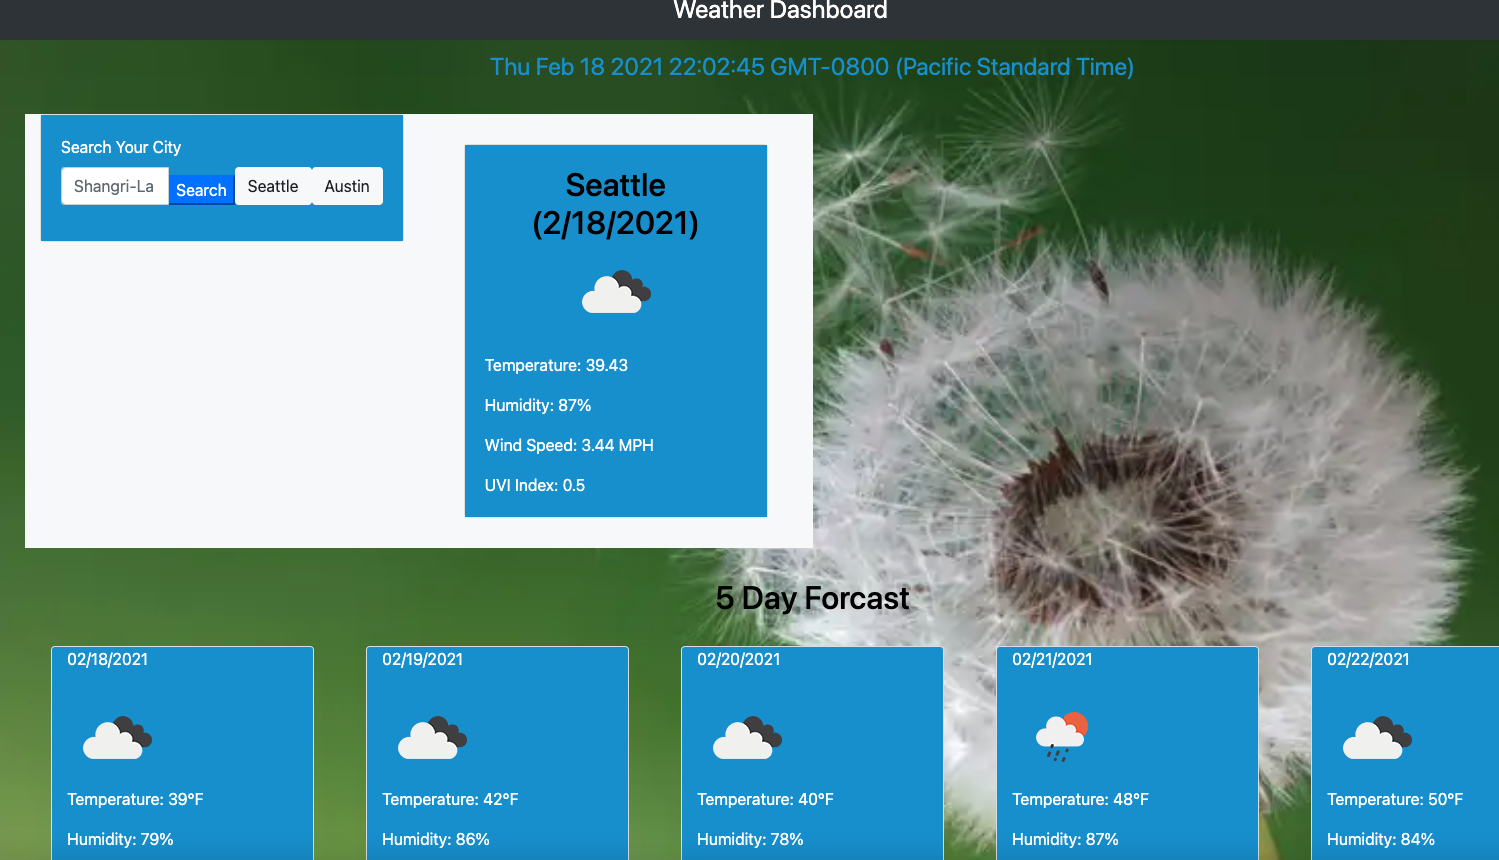 Weather Dashboard
Thu Feb 18 2021 22:02:45 GMT-0800 (Pacific Standard Time)
Search Your City
Shangri-La Search Seattle Austin
Seattle
(2/18/2021)
Temperature: 39.43
Humidity: 87%
Wind Speed: 3.44 MPH
UVI Index: 0.5
5 Day Forcast
02/18/2021 02/19/2021 02/20/2021 02/21/2021 02/22/2021
Temperature: 39°F Temperature: 42°F Temperature: 40°F Temperature: 48°F Temperature: 50°F
Humidity: 79% Humidity: 86% Humidity: 78% Humidity: 87% Humidity: 84%